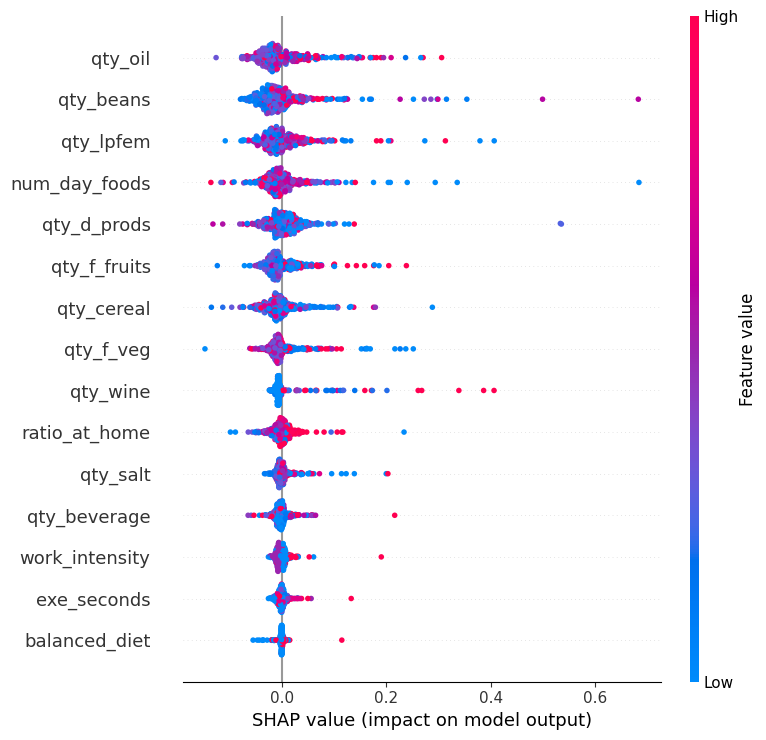 High
qty_oil
qty_beans
qty_lpfem
num_day_foods
qty_d_prods
qty_f_fruits
qty_cereal
qty_f_veg
qty_wine
ratio_at_home
qty_salt
qty_beverage
work_intensity
exe_seconds
balanced_diet
Feature value
Low
0.0 0.2 0.4 0.6
SHAP value (impact on model output)